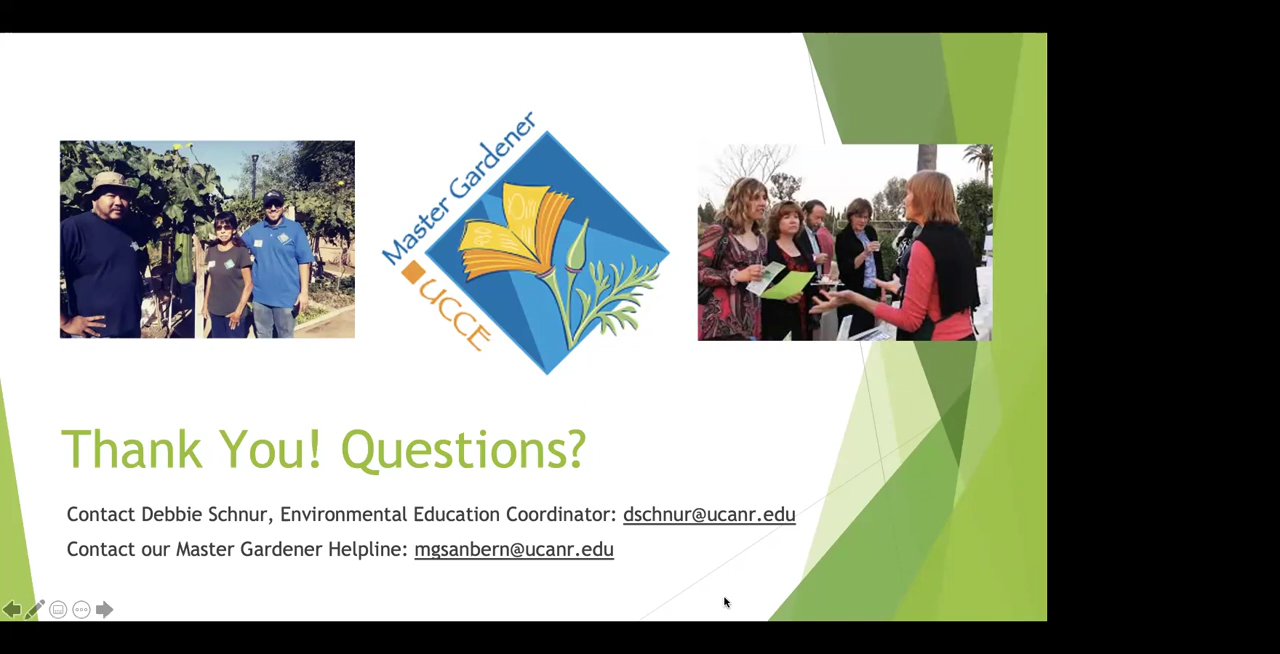 Master Gardener
UCCE
Thank You! Questions?
Contact Debbie Schnur, Environmental Education Coordinator: dschnur@ucanr.edu
Contact our Master Gardener Helpline: mgsanbern@ucanr.edu